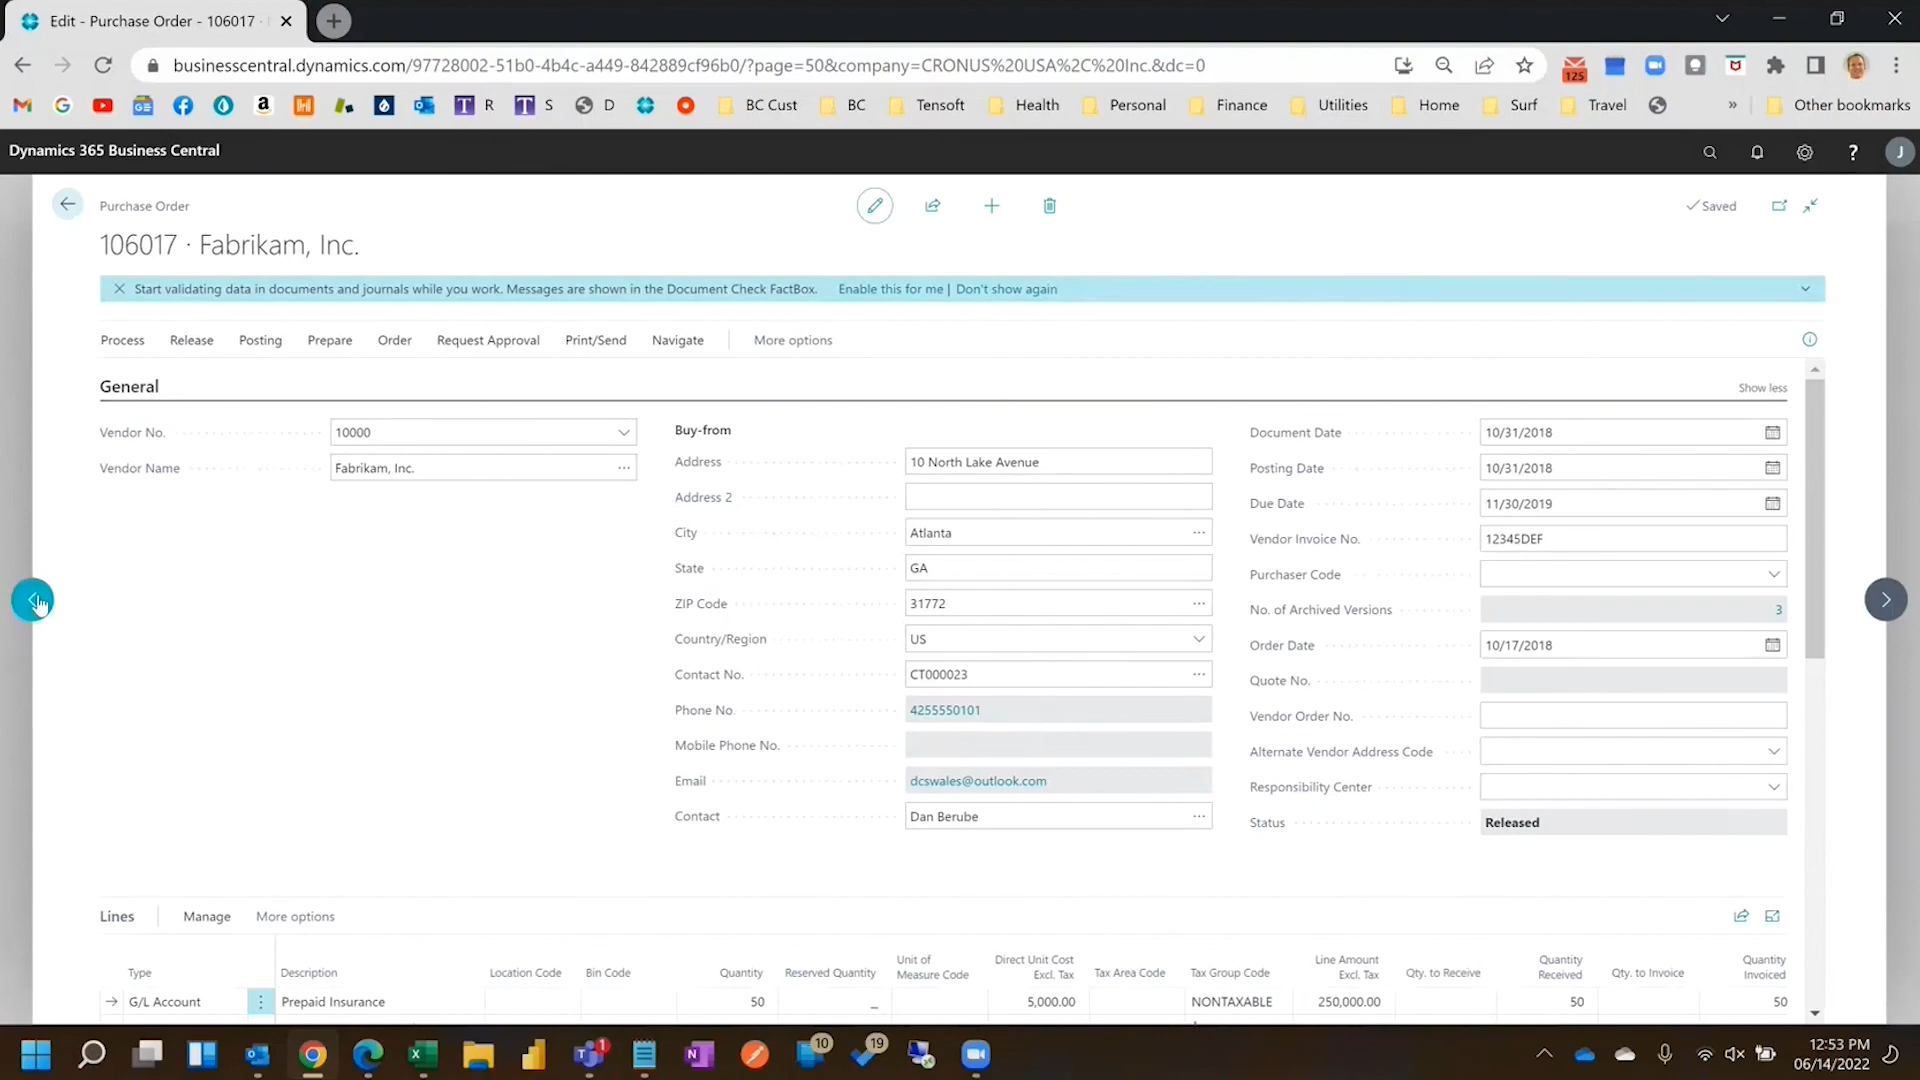 Edit - Purchase Order - 106017 ·
businesscentral.dynamics.com/97728002-51b0-4b4c-a449-842889cf96b0/?page=50&company=CRONUS%20USA%2C%20Inc.&dc=0
125
R
S
D
BC Cust
BC
Tensoft
Health
Personal
Finance
Utilities
Home
Surf
Travel
»
Other bookmarks
Dynamics 365 Business Central
?
J
Purchase Order
Saved
106017 · Fabrikam, Inc.
Start validating data in documents and journals while you work. Messages are shown in the Document Check FactBox. Enable this for me | Don't show again
Process Release Posting Prepare Order Request Approval Print/Send Navigate More options
General
Show less
Vendor No. 10000
Vendor Name Fabrikam, Inc.
Buy-from
Address 10 North Lake Avenue
Address 2
City Atlanta
State GA
ZIP Code 31772
Country/Region US
Contact No. CT000023
Phone No. 4255550101
Mobile Phone No.
Email dcswales@outlook.com
Contact Dan Berube
Document Date 10/31/2018
Posting Date 10/31/2018
Due Date 11/30/2019
Vendor Invoice No. 12345DEF
Purchaser Code
No. of Archived Versions 3
Order Date 10/17/2018
Quote No.
Vendor Order No.
Alternate Vendor Address Code
Responsibility Center
Status Released
Lines Manage More options
Type Description Location Code Bin Code Quantity Reserved Quantity Unit of Measure Code Direct Unit Cost Excl. Tax Tax Area Code Tax Group Code Line Amount Excl. Tax Qty. to Receive Quantity Received Qty. to Invoice Quantity Invoiced
G/L Account Prepaid Insurance 50 _ 5,000.00 NONTAXABLE 250,000.00 50 50
1
10
19
12:53 PM
06/14/2022